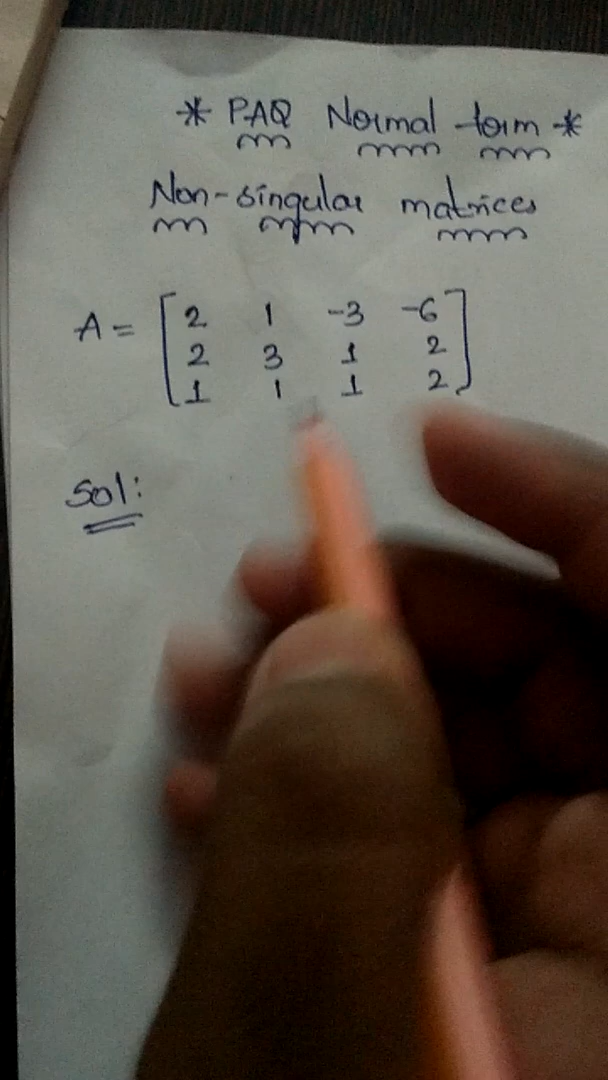 * PAQ Normal form *
Non-singular matrices
A = [2 1 -3 -6
2 3 1 2
1 1 1 2]
Sol: